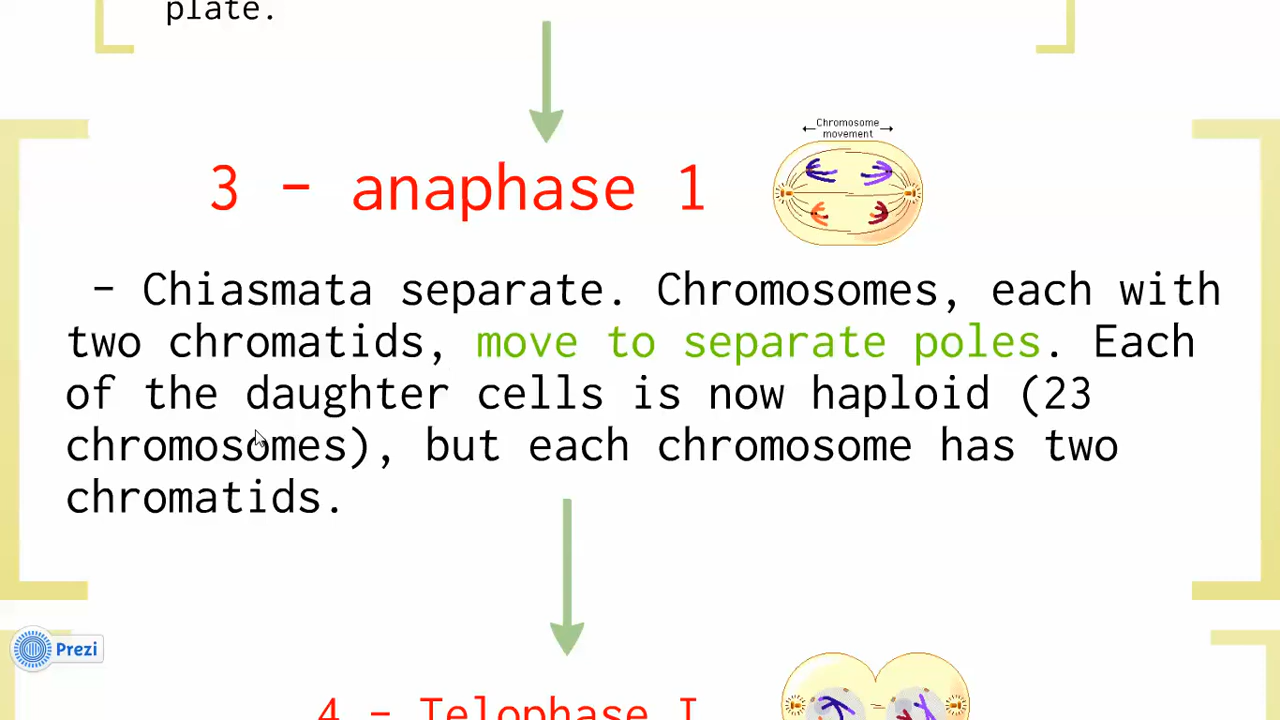 plate.
Chromosome
movement
3 - anaphase 1
- Chiasmata separate. Chromosomes, each with
two chromatids, move to separate poles. Each
of the daughter cells is now haploid (23
chromosomes), but each chromosome has two
chromatids.
Prezi
4 - Telophase I